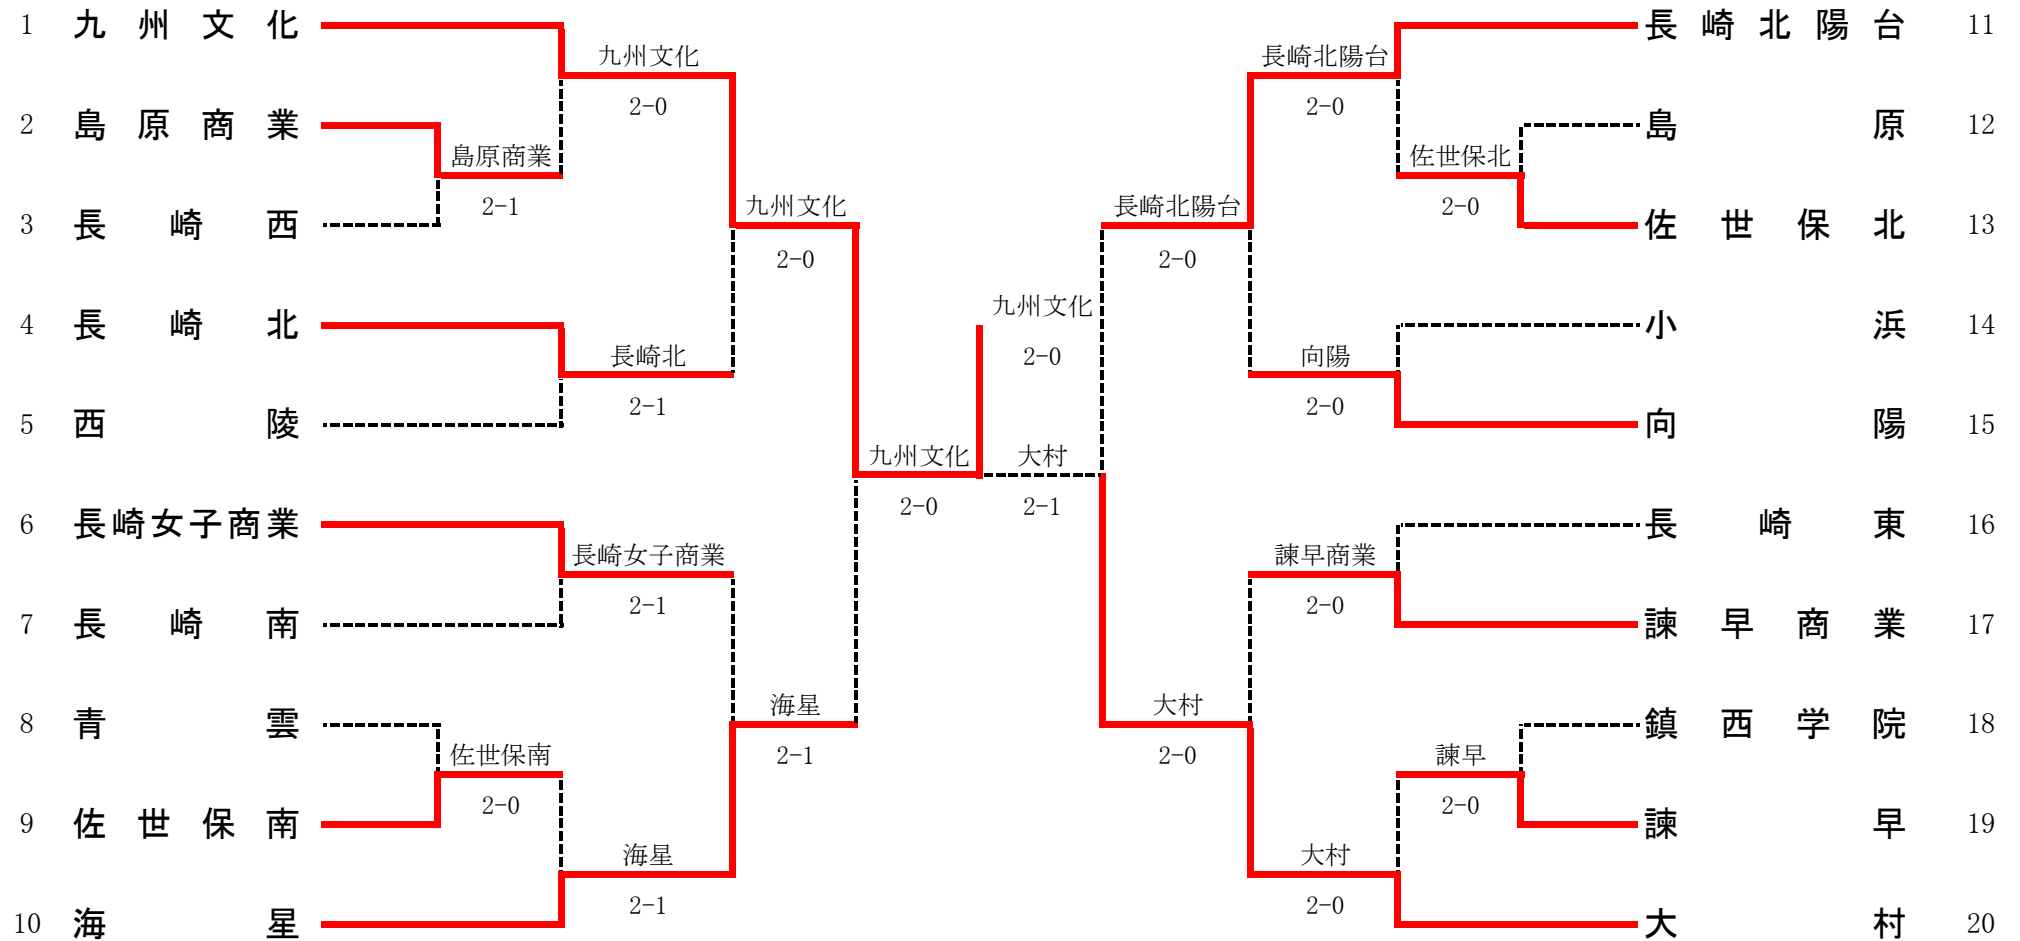 1 九州文化
長崎北陽台 11
九州文化
長崎北陽台
2-0
2-0
2 島原商業
島原 12
島原商業
佐世保北
2-1
九州文化
長崎北陽台
2-0
3 長崎西
佐世保北 13
2-0
2-0
九州文化
4 長崎北
小浜 14
長崎北
2-0
向陽
2-1
2-0
5 西陵
向陽 15
九州文化
大村
2-0
2-1
6 長崎女子商業
長崎東 16
長崎女子商業
諫早商業
2-1
2-0
7 長崎南
諫早商業 17
海星
大村
8 青雲
鎮西学院 18
佐世保南
2-1
2-0
諫早
2-0
2-0
9 佐世保南
諫早 19
海星
大村
2-1
2-0
10 海星
大村 20